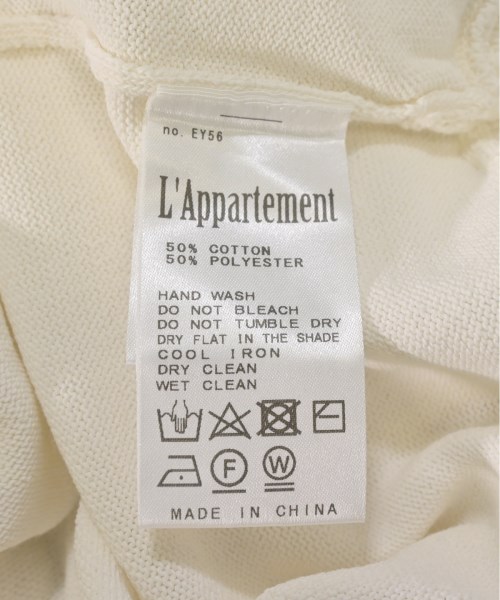 no. EY56
L'Appartement
50% COTTON
50% POLYESTER
HAND WASH
DO NOT BLEACH
DO NOT TUMBLE DRY
DRY FLAT IN THE SHADE
COOL IRON
DRY CLEAN
WET CLEAN
F W
MADE IN CHINA